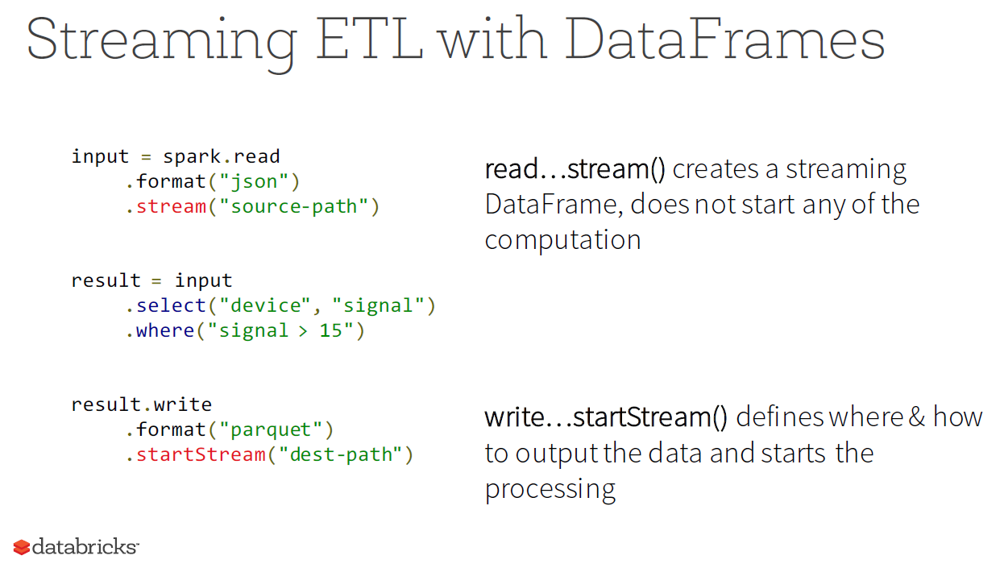 Streaming ETL with DataFrames
input = spark.read
.format("json")
.stream("source-path")
read…stream() creates a streaming
DataFrame, does not start any of the
computation
result = input
.select("device", "signal")
.where("signal > 15")
result.write
.format("parquet")
.startStream("dest-path")
write…startStream() defines where & how
to output the data and starts the
processing
databricks™